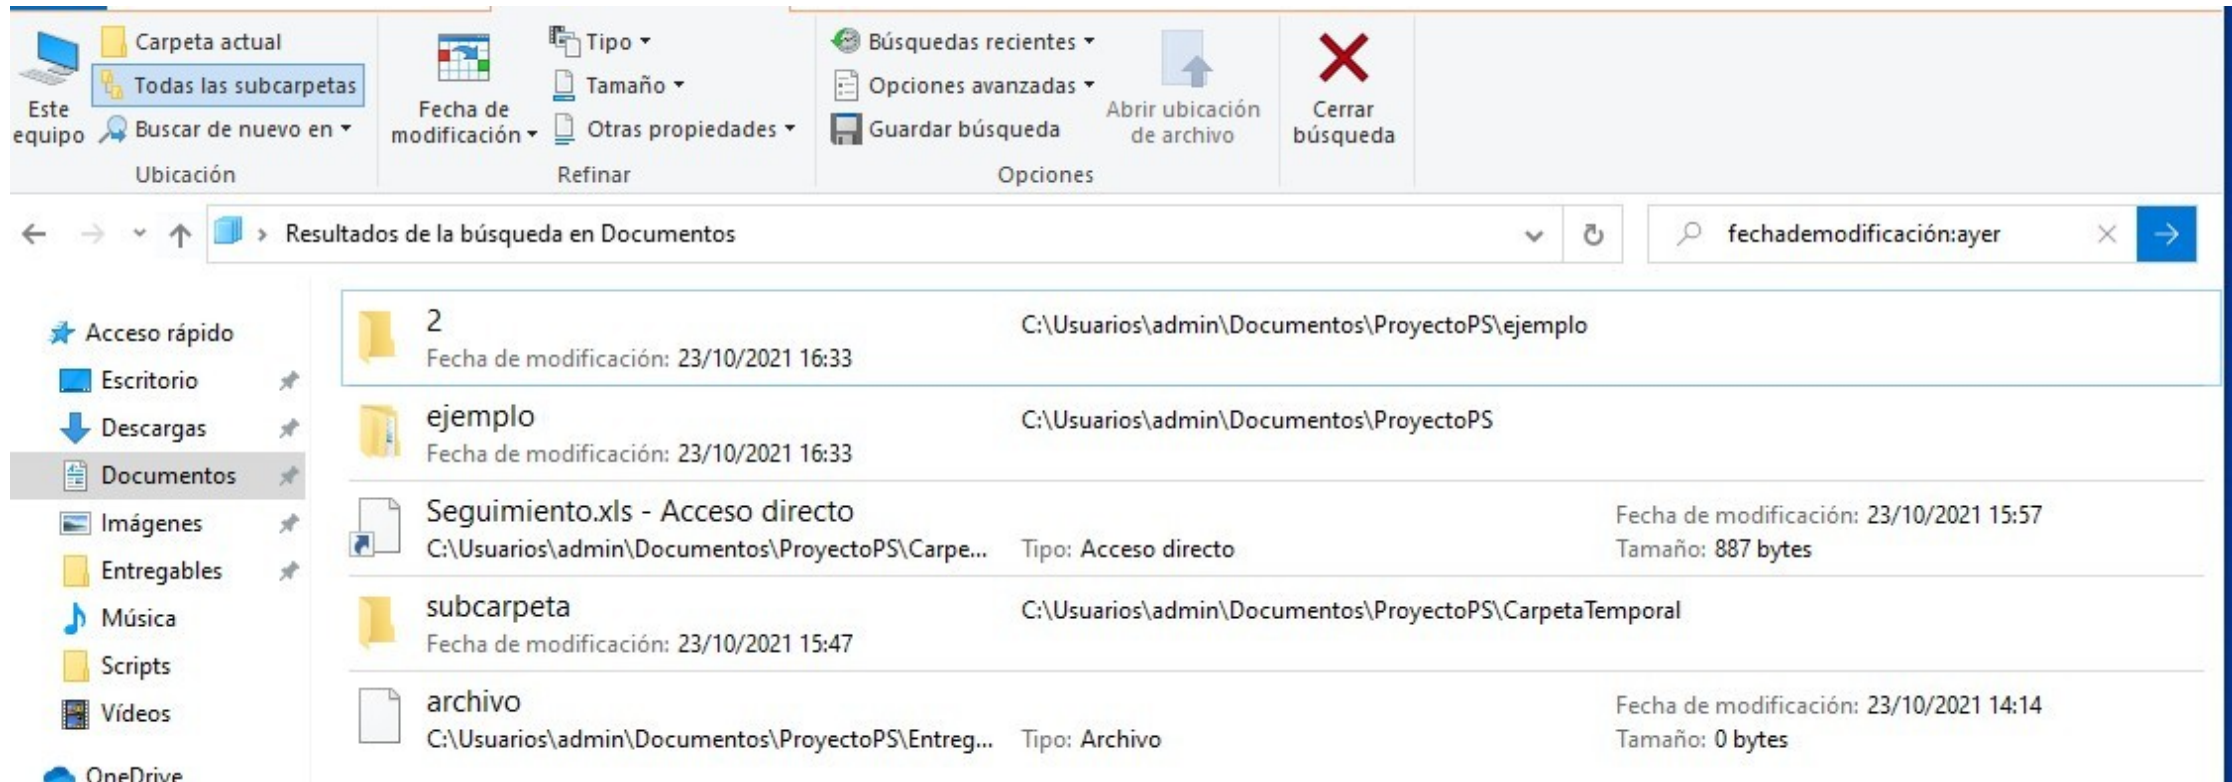 Este equipo
Carpeta actual
Todas las subcarpetas
Buscar de nuevo en
Ubicación
Fecha de modificación
Tipo
Tamaño
Otras propiedades
Refinar
Búsquedas recientes
Opciones avanzadas
Guardar búsqueda
Abrir ubicación de archivo
Opciones
Cerrar búsqueda
Resultados de la búsqueda en Documentos
fechademodificación:ayer
Acceso rápido
Escritorio
Descargas
Documentos
Imágenes
Entregables
Música
Scripts
Vídeos
OneDrive
2 C:\Usuarios\admin\Documentos\ProyectoPS\ejemplo
Fecha de modificación: 23/10/2021 16:33
ejemplo C:\Usuarios\admin\Documentos\ProyectoPS
Fecha de modificación: 23/10/2021 16:33
Seguimiento.xls - Acceso directo Fecha de modificación: 23/10/2021 15:57
C:\Usuarios\admin\Documentos\ProyectoPS\Carpe... Tipo: Acceso directo Tamaño: 887 bytes
subcarpeta C:\Usuarios\admin\Documentos\ProyectoPS\CarpetaTemporal
Fecha de modificación: 23/10/2021 15:47
archivo Fecha de modificación: 23/10/2021 14:14
C:\Usuarios\admin\Documentos\ProyectoPS\Entreg... Tipo: Archivo Tamaño: 0 bytes